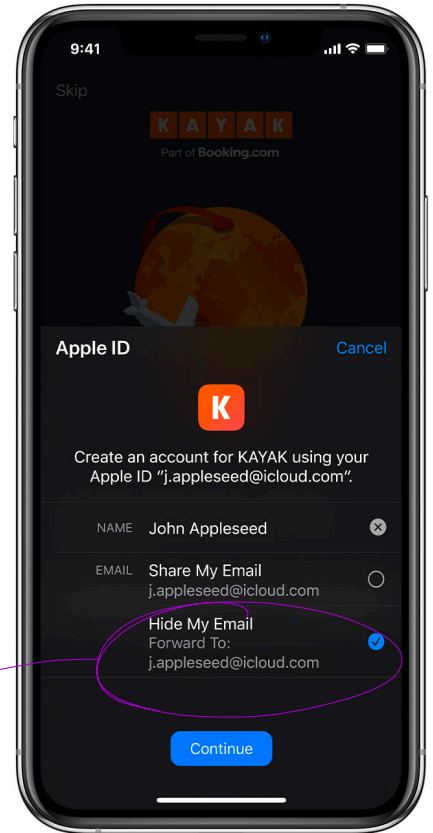 9:41
Skip
KAYAK
Part of Booking.com
Apple ID
Cancel
K
Create an account for KAYAK using your
Apple ID "j.appleseed@icloud.com".
NAME John Appleseed
EMAIL Share My Email
j.appleseed@icloud.com
Hide My Email
Forward To:
j.appleseed@icloud.com
Continue